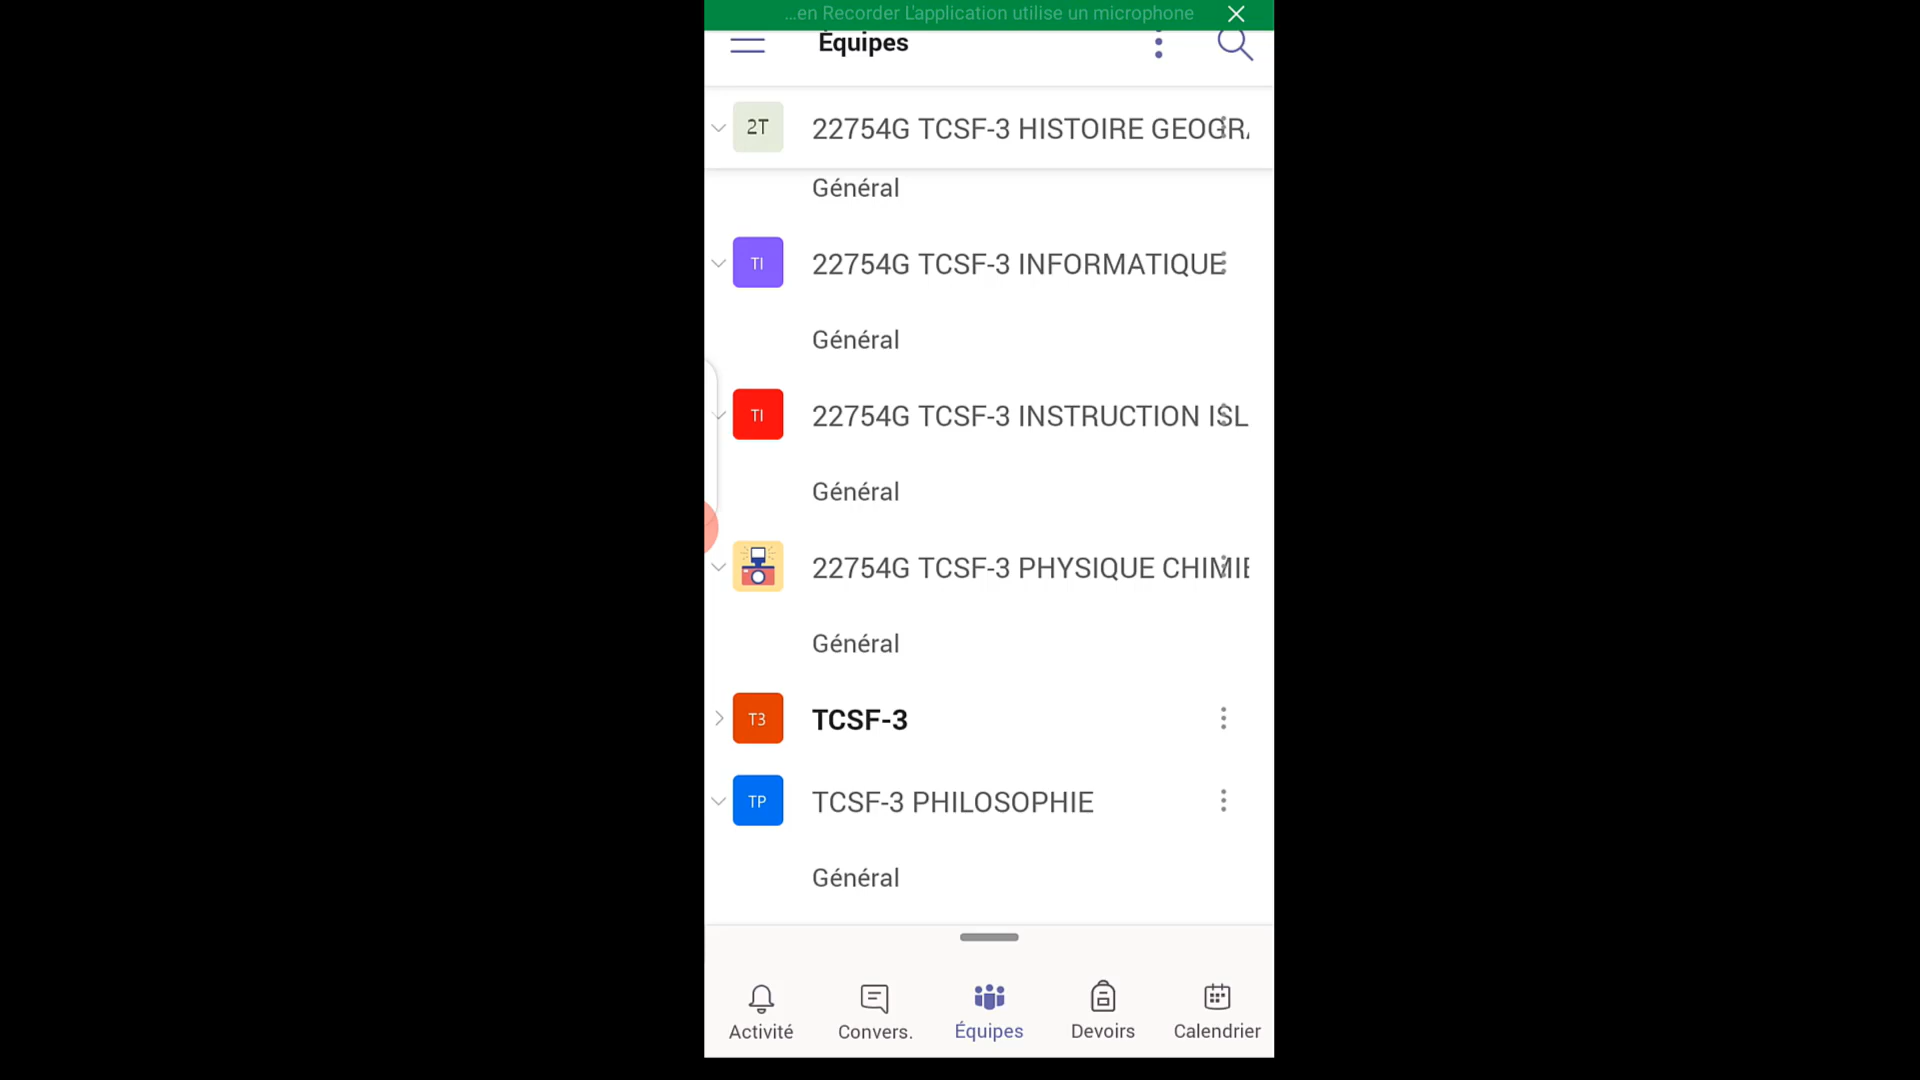 ...en Recorder L'application utilise un microphone
Équipes
2T 22754G TCSF-3 HISTOIRE GEOGRA
Général
TI 22754G TCSF-3 INFORMATIQUE
Général
TI 22754G TCSF-3 INSTRUCTION ISL
Général
22754G TCSF-3 PHYSIQUE CHIMIE
Général
T3 TCSF-3
TP TCSF-3 PHILOSOPHIE
Général
Activité Convers. Équipes Devoirs Calendrier